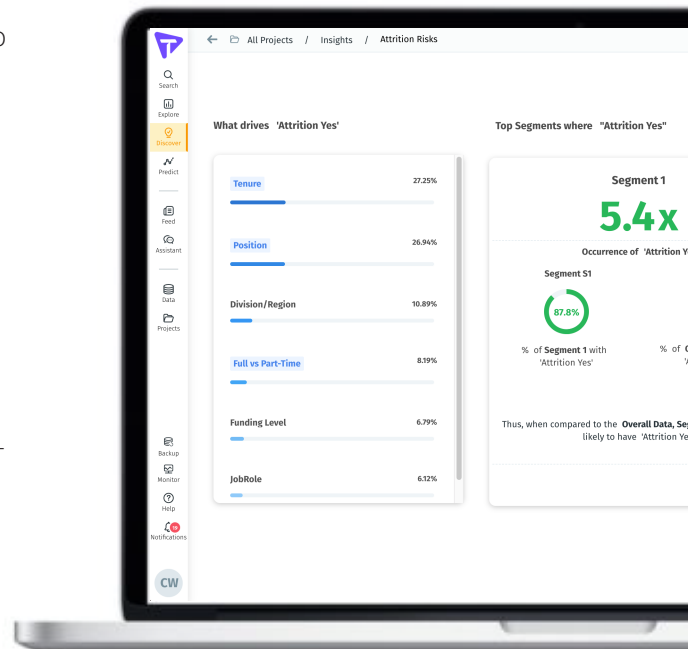 All Projects / Insights / Attrition Risks
Search
Explore
Discover
Predict
Feed
Assistant
Data
Projects
Backup
Monitor
Help
19
Notifications
CW
What drives 'Attrition Yes'
Tenure 27.25%
Position 26.94%
Division/Region 10.89%
Full vs Part-Time 8.19%
Funding Level 6.79%
JobRole 6.12%
Top Segments where "Attrition Yes"
Segment 1
5.4x
Occurrence of 'Attrition
Segment S1
87.8%
% of Segment 1 with
'Attrition Yes'
% of
Thus, when compared to the Overall Data,
likely to have 'Attrition